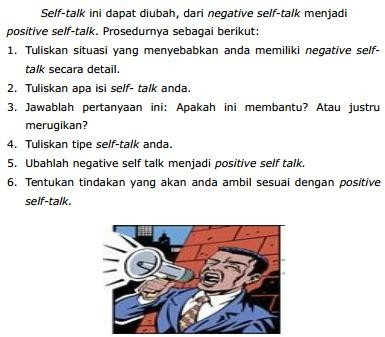 Self-talk ini dapat diubah, dari negative self-talk menjadi
positive self-talk. Prosedurnya sebagai berikut:
1. Tuliskan situasi yang menyebabkan anda memiliki negative self-
talk secara detail.
2. Tuliskan apa isi self- talk anda.
3. Jawablah pertanyaan ini: Apakah ini membantu? Atau justru
merugikan?
4. Tuliskan tipe self-talk anda.
5. Ubahlah negative self talk menjadi positive self talk.
6. Tentukan tindakan yang akan anda ambil sesuai dengan positive
self-talk.